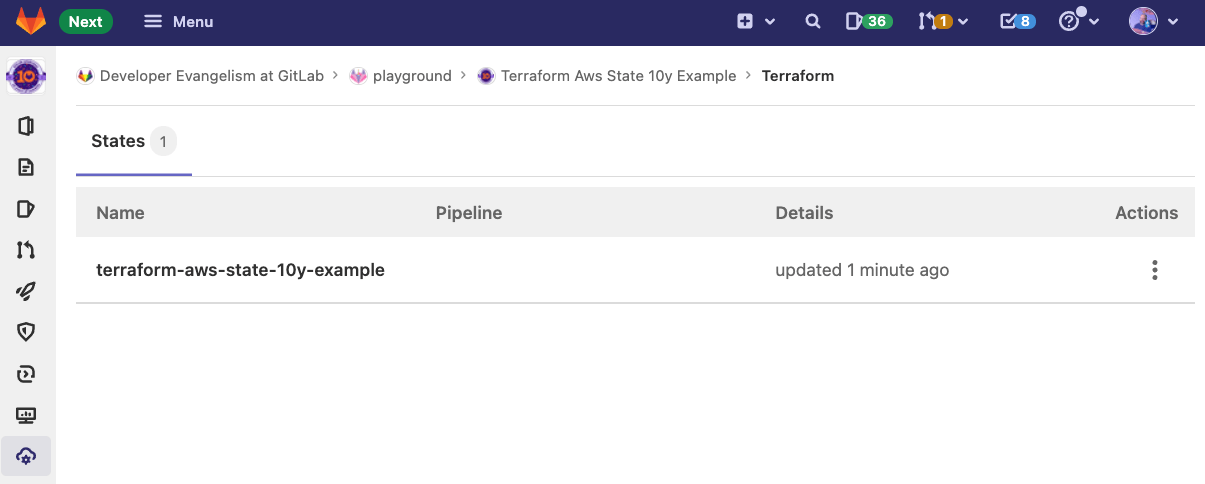 Next Menu 36 1 8
Developer Evangelism at GitLab › playground › Terraform Aws State 10y Example › Terraform
States 1
Name Pipeline Details Actions
terraform-aws-state-10y-example updated 1 minute ago